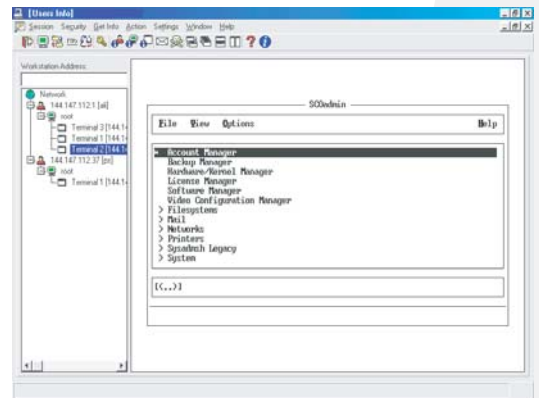 [Users Info]
Session Security Get Info Action Settings Window Help
Workstation Address:
Network
144.147.112.1 [ai]
root
Terminal 3 [144.1
Terminal 1 [144.1
Terminal 2 [144.1
144.147.112.37 [ps]
root
Terminal 1 [144.1
SCOadmin
File View Options Help
Account Manager
Backup Manager
Hardware/Kernel Manager
License Manager
Software Manager
Video Configuration Manager
> Filesystems
> Mail
> Networks
> Printers
> Sysadmsh Legacy
> System
[(..)]